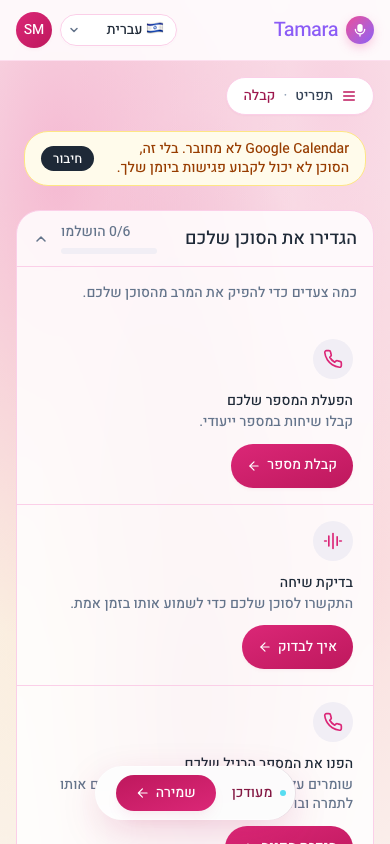 Tamara
עברית
SM
תפריט · קבלה
Google Calendar לא מחובר. בלי זה,
הסוכן לא יכול לקבוע פגישות ביומן שלך.
חיבור
הגדירו את הסוכן שלכם
0/6 הושלמו
כמה צעדים כדי להפיק את המרב מהסוכן שלכם.
הפעלת המספר שלכם
קבלו שיחות במספר ייעודי.
קבלת מספר
בדיקת שיחה
התקשרו לסוכן שלכם כדי לשמוע אותו בזמן אמת.
איך לבדוק
הפנו את המספר הרגיל שלכם
שומרים אותו
לתמרה
מעודכן
שמירה